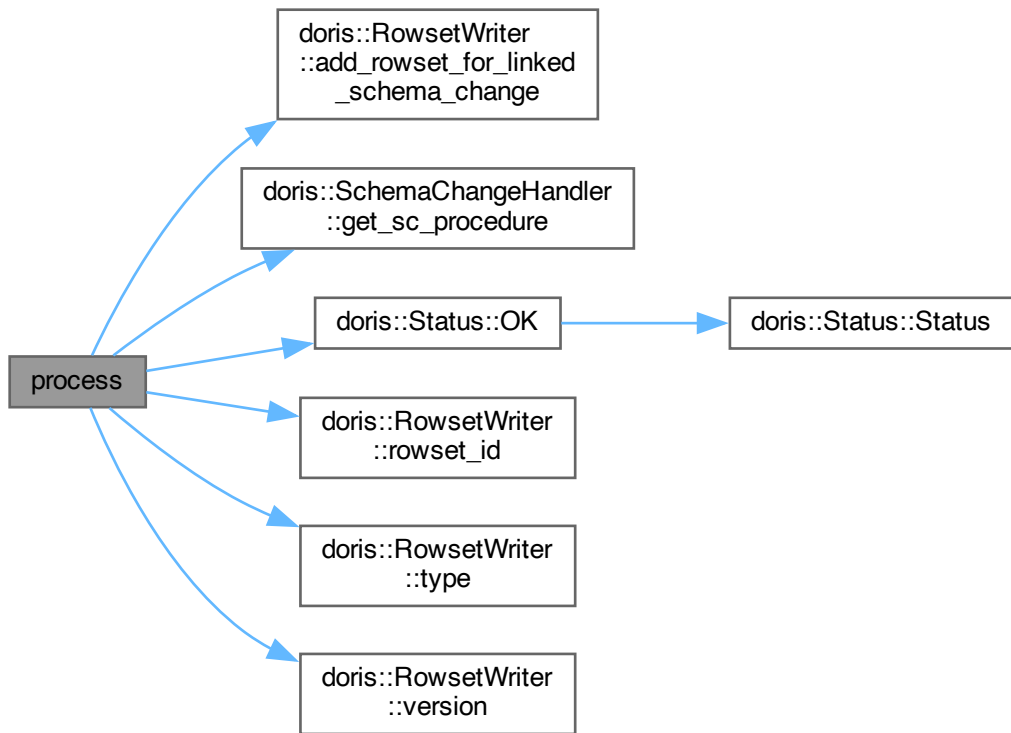 doris::RowsetWriter
::add_rowset_for_linked
_schema_change
doris::SchemaChangeHandler
::get_sc_procedure
doris::Status::OK
doris::Status::Status
process
doris::RowsetWriter
::rowset_id
doris::RowsetWriter
::type
doris::RowsetWriter
::version